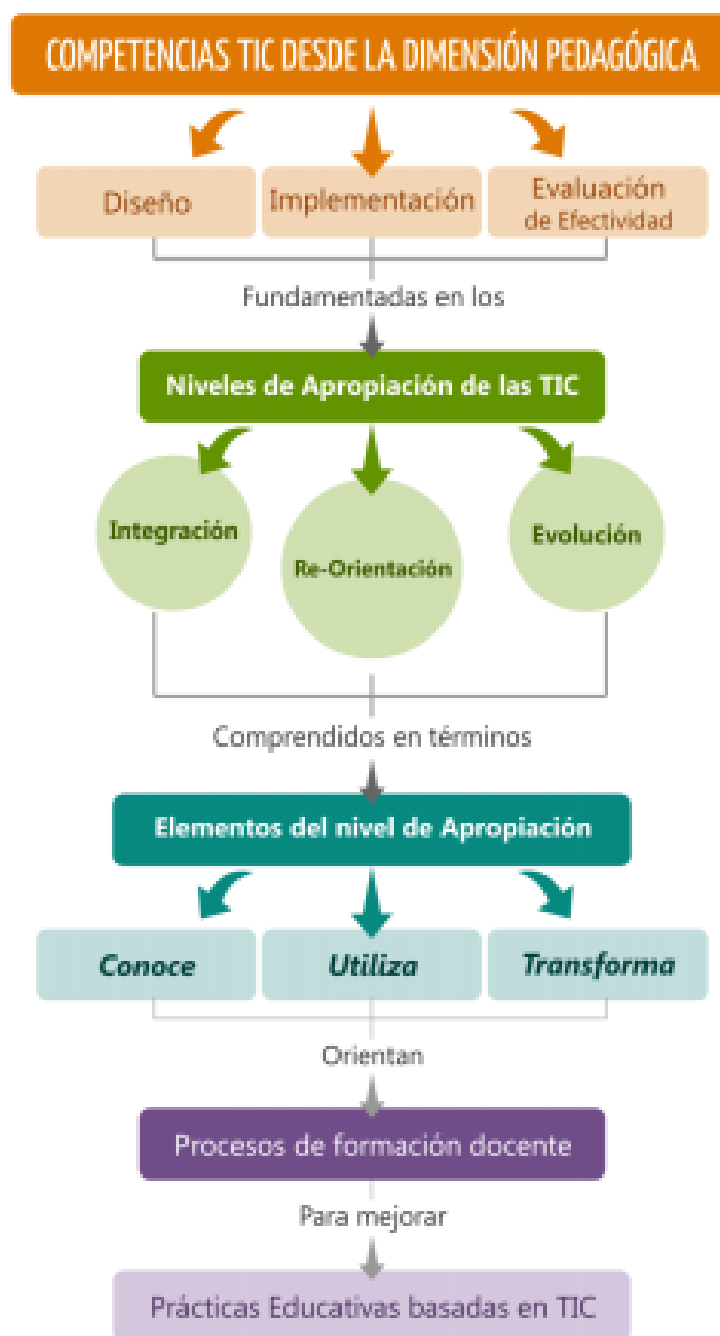 COMPETENCIAS TIC DESDE LA DIMENSIÓN PEDAGÓGICA
Diseño
Implementación
Evaluación
de Efectividad
Fundamentadas en los
Niveles de Apropiación de las TIC
Integración
Re-Orientación
Evolución
Comprendidos en términos
Elementos del nivel de Apropiación
Conoce
Utiliza
Transforma
Orientan
Procesos de formación docente
Para mejorar
Prácticas Educativas basadas en TIC